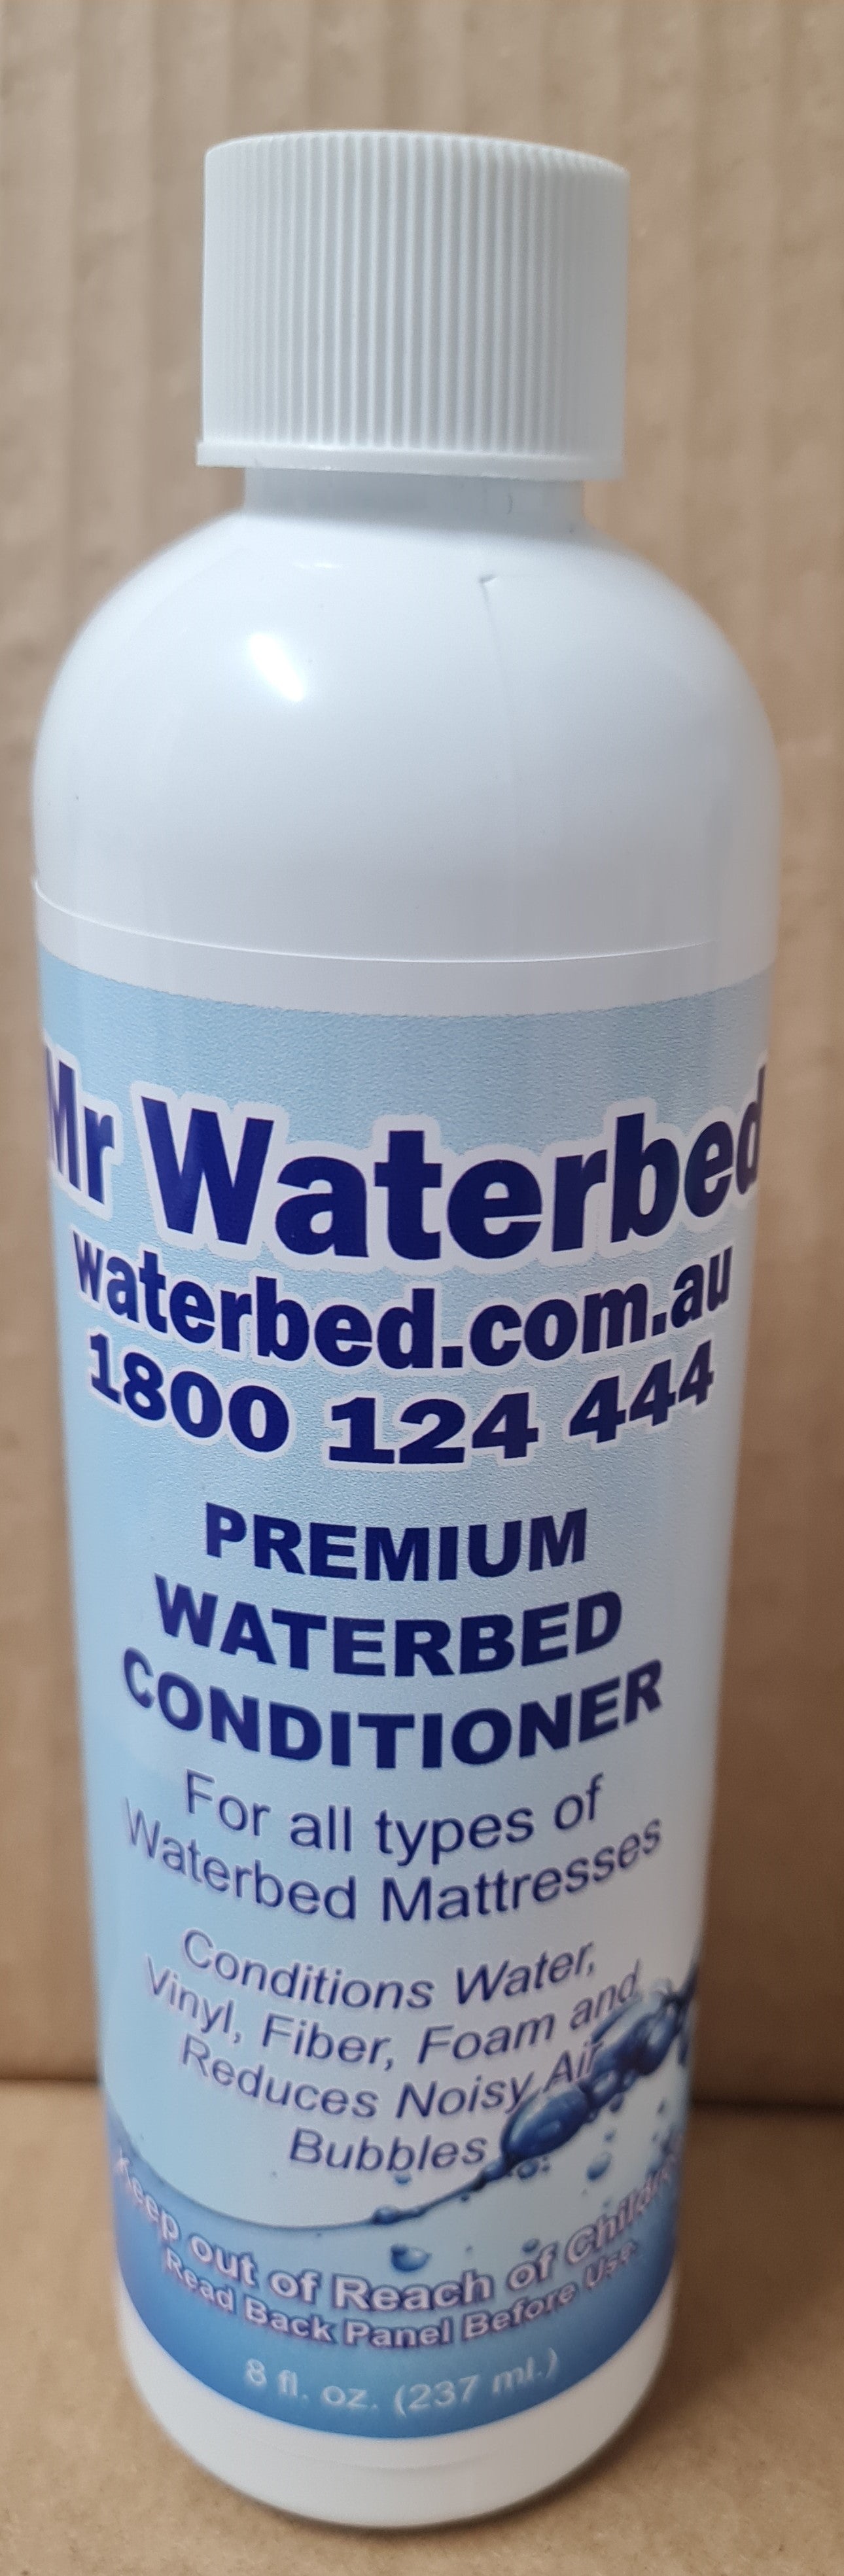 Mr Waterbed
waterbed.com.au
1800 124 444
PREMIUM
WATERBED
CONDITIONER
For all types of
Waterbed Mattresses
Conditions Water,
Vinyl, Fiber, Foam and
Reduces Noisy Air
Bubbles
Keep out of Reach of Children
Read Back Panel Before Use
8 fl. oz. (237 ml.)